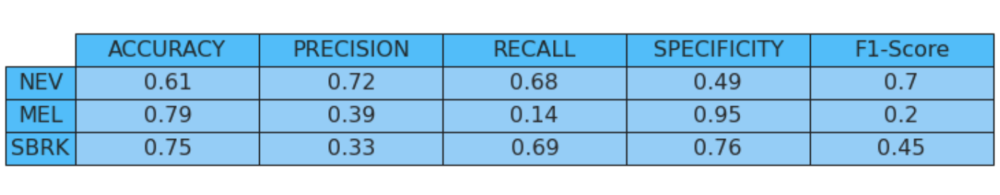 ACCURACY PRECISION RECALL SPECIFICITY F1-Score
NEV 0.61 0.72 0.68 0.49 0.7
MEL 0.79 0.39 0.14 0.95 0.2
SBRK 0.75 0.33 0.69 0.76 0.45